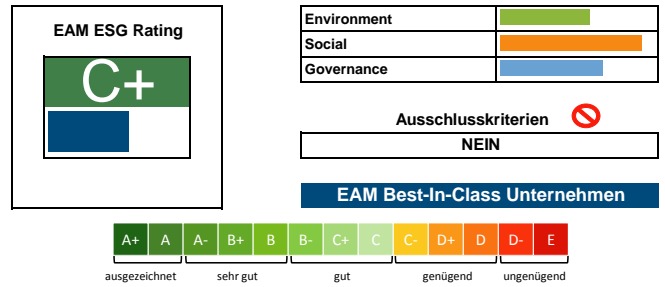 EAM ESG Rating
C+
Environment
Social
Governance
Ausschlusskriterien
NEIN
EAM Best-In-Class Unternehmen
A+ A A- B+ B B- C+ C C- D+ D D- E
ausgezeichnet sehr gut gut genügend ungenügend